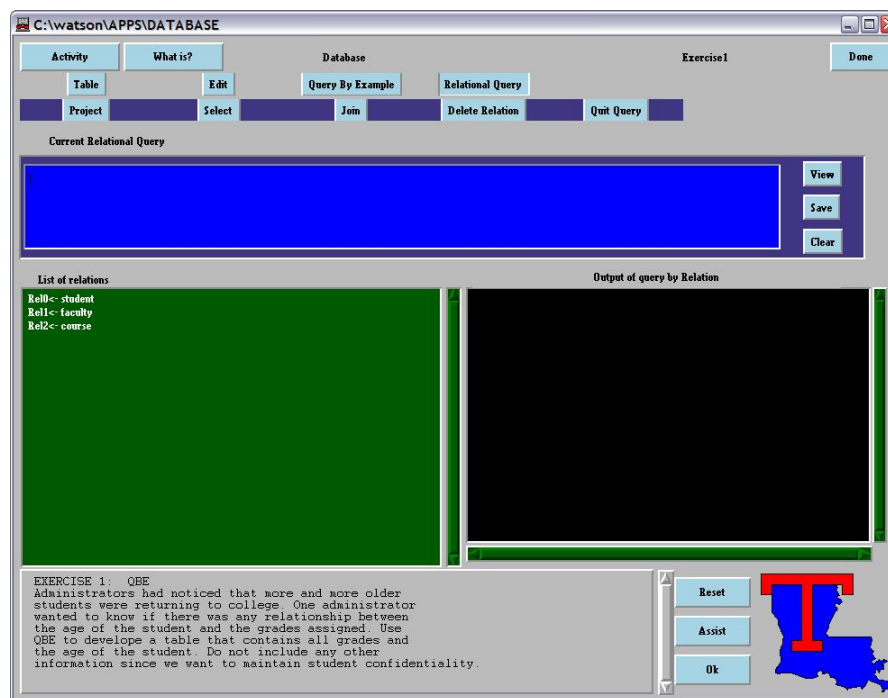 C:\watson\APPS\DATABASE
Activity What is? Database Exercise1 Done
Table Edit Query By Example Relational Query
Project Select Join Delete Relation Quit Query
Current Relational Query
View
Save
Clear
List of relations Output of query by Relation
Rel0<- student
Rel1<- faculty
Rel2<- course
EXERCISE 1: QBE
Administrators had noticed that more and more older
students were returning to college. One administrator
wanted to know if there was any relationship between
the age of the student and the grades assigned. Use
QBE to develope a table that contains all grades and
the age of the student. Do not include any other
information since we want to maintain student confidentiality.
Reset
Assist
Ok